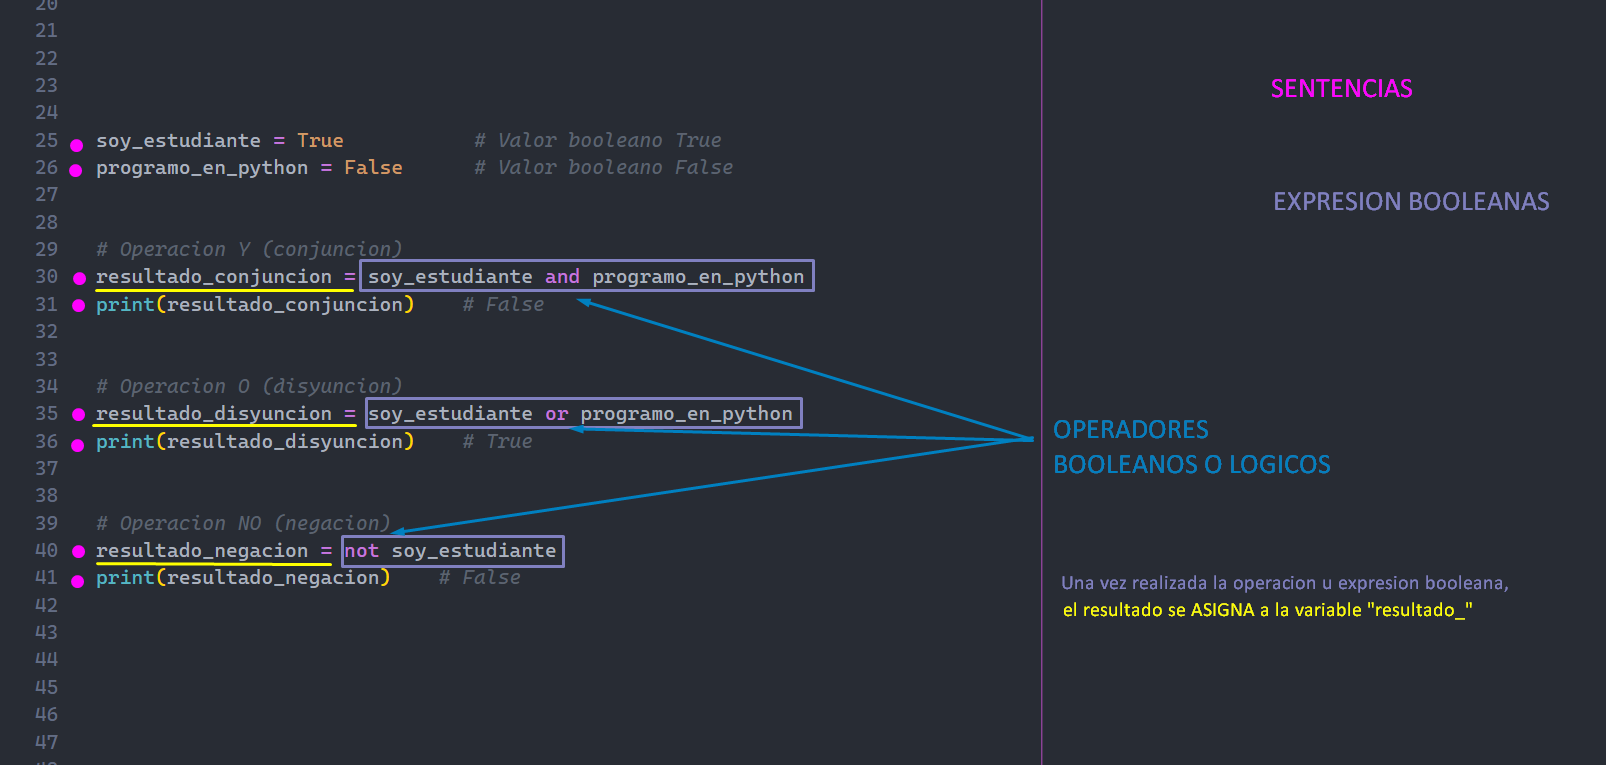 20
21
22
23
24
25 soy_estudiante = True # Valor booleano True
26 programo_en_python = False # Valor booleano False
27
28
29 # Operacion Y (conjuncion)
30 resultado_conjuncion = soy_estudiante and programo_en_python
31 print(resultado_conjuncion) # False
32
33
34 # Operacion O (disyuncion)
35 resultado_disyuncion = soy_estudiante or programo_en_python
36 print(resultado_disyuncion) # True
37
38
39 # Operacion NO (negacion)
40 resultado_negacion = not soy_estudiante
41 print(resultado_negacion) # False
42
43
44
45
46
47
48
SENTENCIAS
EXPRESION BOOLEANAS
OPERADORES
BOOLEANOS O LOGICOS
Una vez realizada la operacion u expresion booleana,
el resultado se ASIGNA a la variable "resultado_"